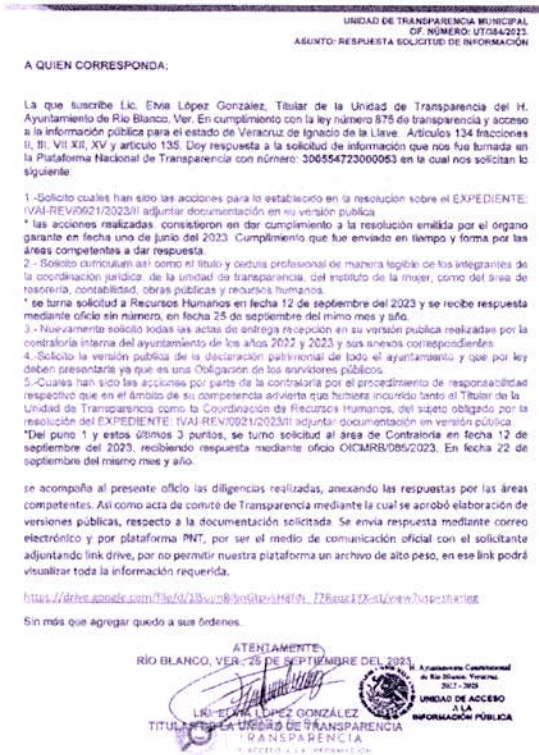 UNIDAD DE TRANSPARENCIA MUNICIPAL
OF. NÚMERO: UT/084/2023.
ASUNTO: RESPUESTA SOLICITUD DE INFORMACIÓN
A QUIEN CORRESPONDA:
La que suscribe Lic. Elvia López González, Titular de la Unidad de Transparencia del H.
Ayuntamiento de Río Blanco, Ver. En cumplimiento con la ley número 875 de transparencia y acceso
a la información pública para el estado de Veracruz de Ignacio de la Llave. Artículos 134 fracciones
II, III, VII XII, XV y artículo 135. Doy respuesta a la solicitud de información que nos fue turnada en
la Plataforma Nacional de Transparencia con número: 300554723000053 en la cual nos solicitan lo
siguiente:
1.-Solicito cuales han sido las acciones para lo establecido en la resolución sobre el EXPEDIENTE:
IVAI-REV/0921/2023/II adjuntar documentación en su versión publica
* las acciones realizadas, consistieron en dar cumplimiento a la resolución emitida por el órgano
garante en fecha uno de junio del 2023. Cumplimiento que fue enviado en tiempo y forma por las
áreas competentes a dar respuesta.
2.- Solicito curriculum así como el título y cedula profesional de manera legible de los integrantes de
la coordinación jurídica, de la unidad de transparencia, del instituto de la mujer, como del área de
tesorería, contabilidad, obras públicas y recursos humanos.
* se turna solicitud a Recursos Humanos en fecha 12 de septiembre del 2023 y se recibe respuesta
mediante oficio sin número, en fecha 25 de septiembre del mimo mes y año.
3.- Nuevamente solicito todas las actas de entrega recepción en su versión publica realizadas por la
contraloría interna del ayuntamiento de los años 2022 y 2023 y sus anexos correspondientes
4.-Solicito la versión publica de la declaración patrimonial de todo el ayuntamiento y que por ley
deben presentarla ya que es una Obligación de los servidores públicos.
5.-Cuales han sido las acciones por parte de la contraloría por el procedimiento de responsabilidad
respectivo que en el ámbito de su competencia advierte que hubiera incurrido tanto el Titular de la
Unidad de Transparencia como la Coordinación de Recursos Humanos, del sujeto obligado por la
resolución del EXPEDIENTE: IVAI-REV/0921/2023/II adjuntar documentación en versión pública.
*Del puno 1 y estos últimos 3 puntos, se turno solicitud al área de Contraloría en fecha 12 de
septiembre del 2023, recibiendo respuesta mediante oficio OICMRB/086/2023. En fecha 22 de
septiembre del mismo mes y año.
se acompaña al presente oficio las diligencias realizadas, anexando las respuestas por las áreas
competentes. Así como acta de comité de Transparencia mediante la cual se aprobó elaboración de
versiones públicas, respecto a la documentación solicitada. Se envía respuesta mediante correo
electrónico y por plataforma PNT, por ser el medio de comunicación oficial con el solicitante
adjuntando link drive, por no permitir nuestra plataforma un archivo de alto peso, en ese link podrá
visualizar toda la información requerida.
Sin más que agregar quedo a sus órdenes.
ATENTAMENTE
RÍO BLANCO, VER., 25 DE SEPTIEMBRE DEL 2023.
LIC. ELVIA LÓPEZ GONZÁLEZ
TITULAR DE LA UNIDAD DE TRANSPARENCIA
TRANSPARENCIA
Y ACCESO A LA INFORMACIÓN
H. Ayuntamiento Constitucional
de Río Blanco, Veracruz
2022 - 2025
UNIDAD DE ACCESO
A LA
INFORMACIÓN PÚBLICA